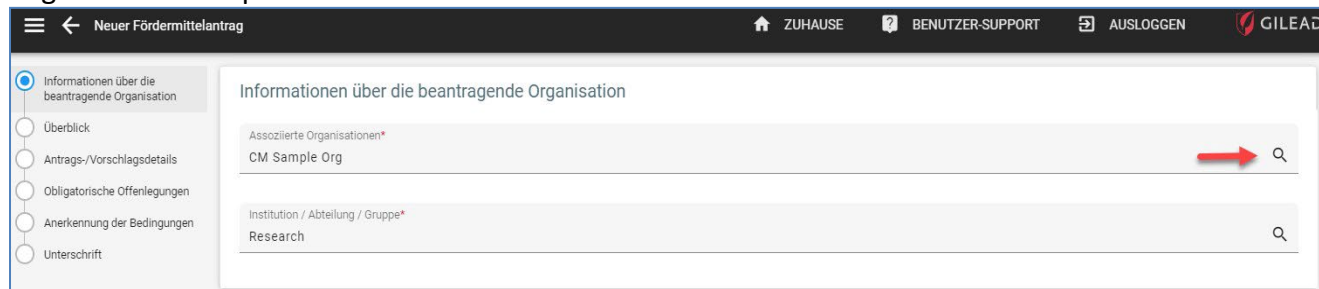 Neuer Fördermittelantrag ZUHAUSE BENUTZER-SUPPORT AUSLOGGEN GILEAD
Informationen über die
beantragende Organisation
Überblick
Antrags-/Vorschlagsdetails
Obligatorische Offenlegungen
Anerkennung der Bedingungen
Unterschrift
Informationen über die beantragende Organisation
Assoziierte Organisationen*
CM Sample Org
Institution / Abteilung / Gruppe*
Research